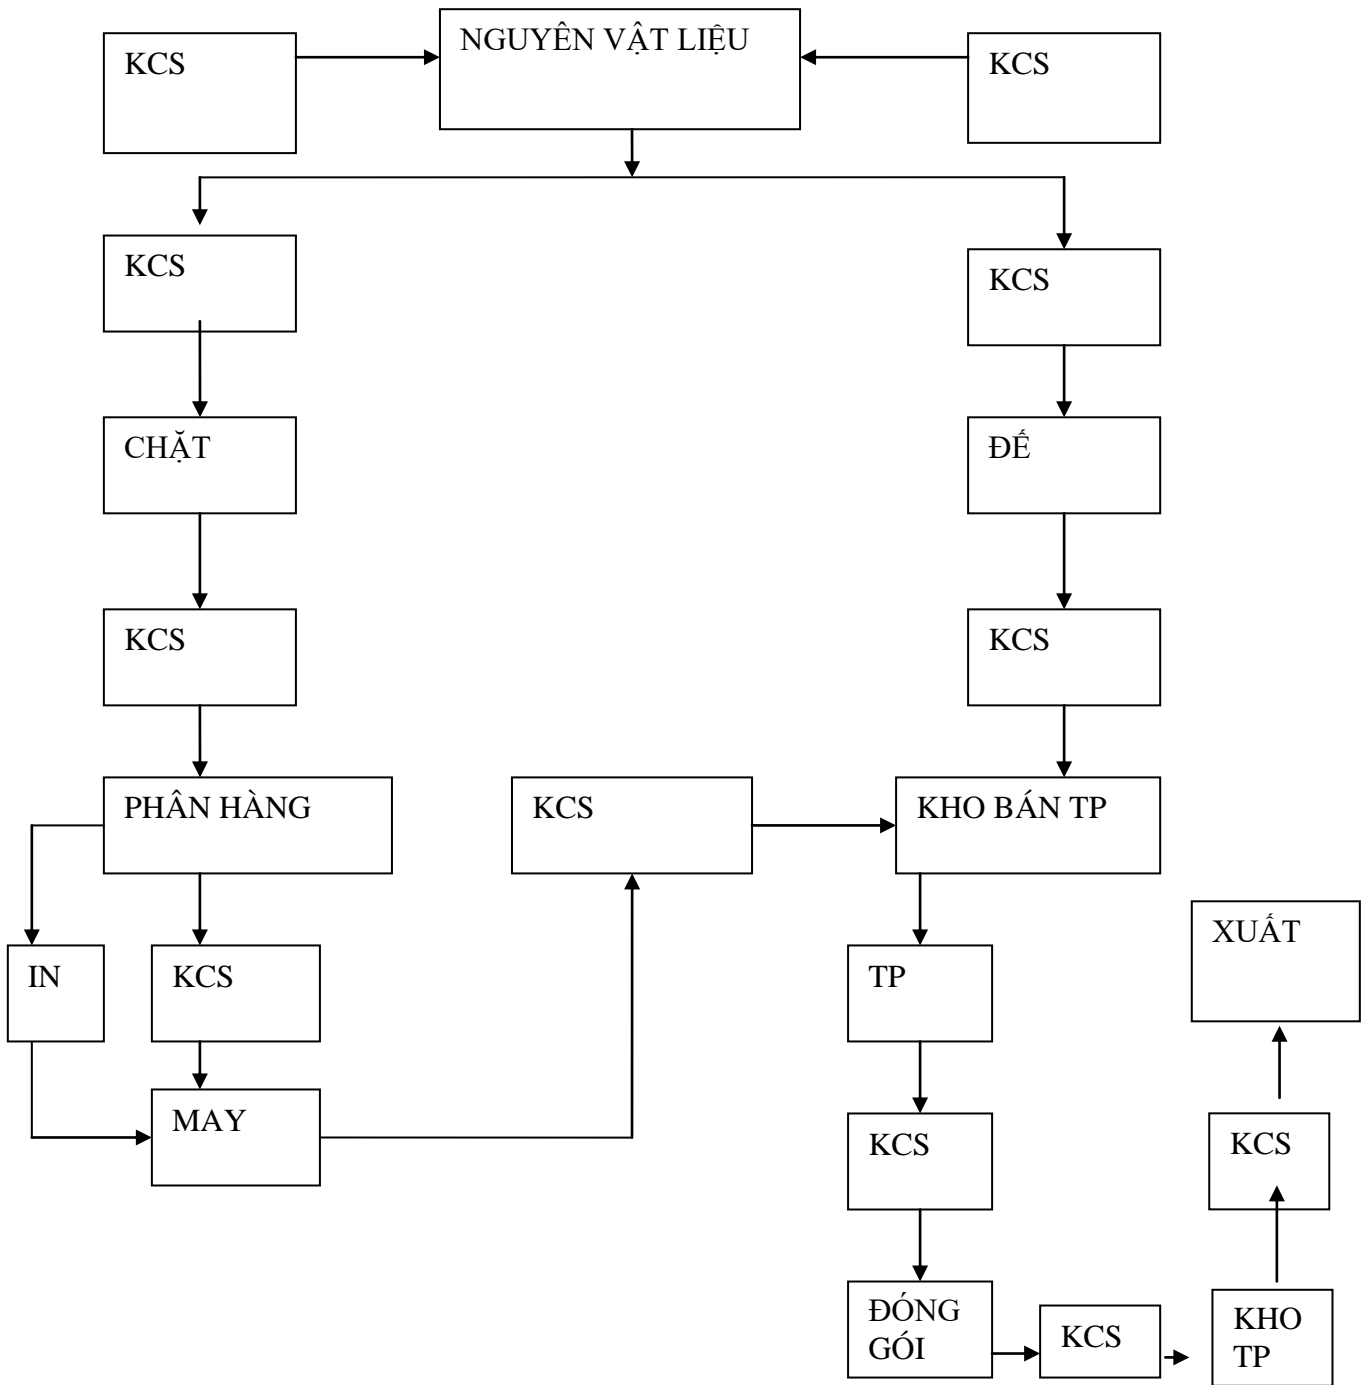 KCS
NGUYÊN VẬT LIỆU
KCS
KCS
KCS
CHẶT
ĐẾ
KCS
KCS
PHÂN HÀNG
KCS
KHO BÁN TP
XUẤT
IN
KCS
TP
MAY
KCS
KCS
ĐÓNG
GÓI
KCS
KHO
TP